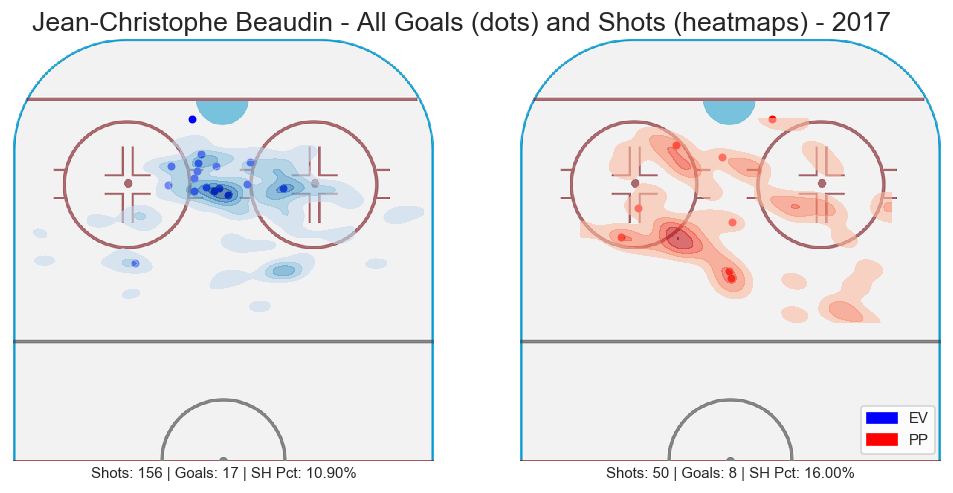 Jean-Christophe Beaudin - All Goals (dots) and Shots (heatmaps) - 2017
EV
PP
Shots: 156 | Goals: 17 | SH Pct: 10.90%
Shots: 50 | Goals: 8 | SH Pct: 16.00%